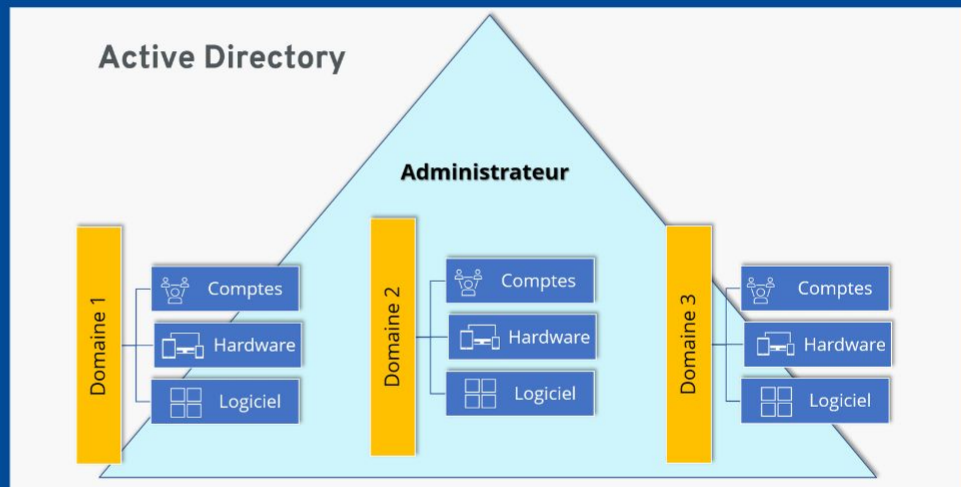 Active Directory
Administrateur
Domaine 1
Comptes
Hardware
Logiciel
Domaine 2
Comptes
Hardware
Logiciel
Domaine 3
Comptes
Hardware
Logiciel